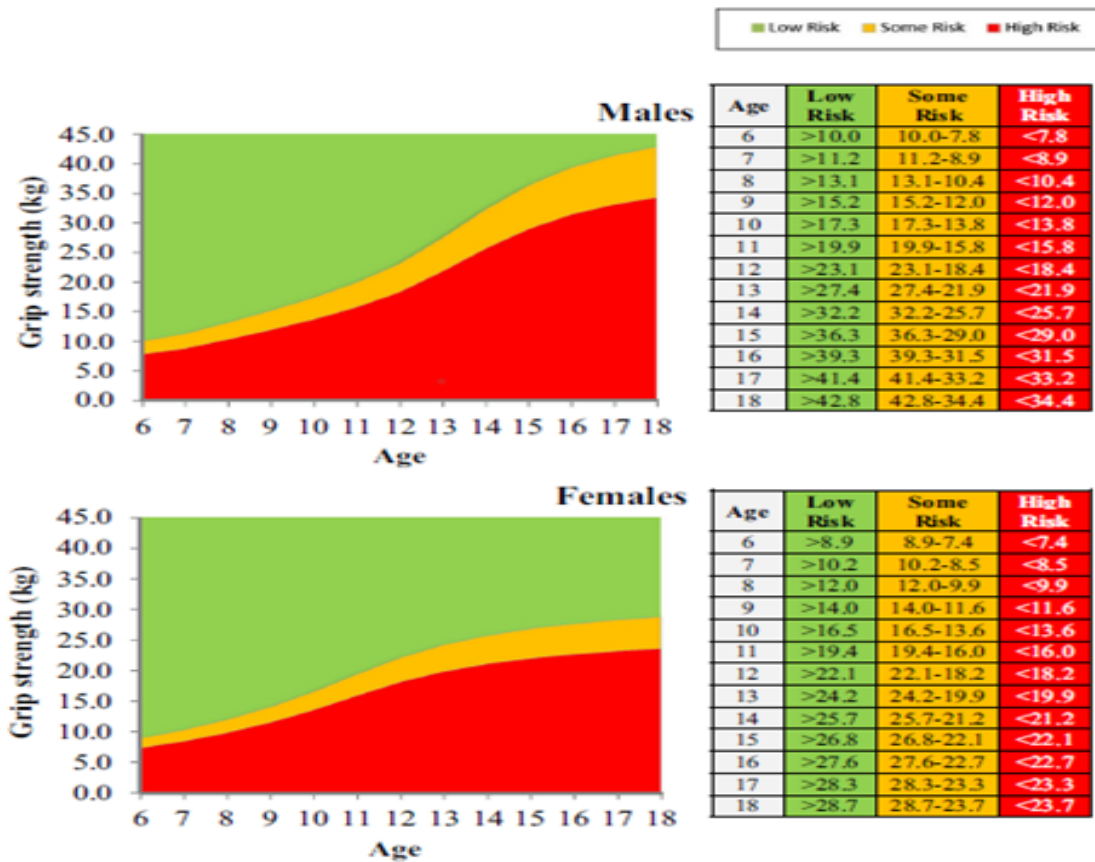 Low Risk Some Risk High Risk
Males
45.0
40.0
35.0
30.0
25.0
20.0
15.0
10.0
5.0
0.0
Grip strength (kg)
6 7 8 9 10 11 12 13 14 15 16 17 18
Age
Age Low Risk Some Risk High Risk
6 >10.0 10.0-7.8 <7.8
7 >11.2 11.2-8.9 <8.9
8 >13.1 13.1-10.4 <10.4
9 >15.2 15.2-12.0 <12.0
10 >17.3 17.3-13.8 <13.8
11 >19.9 19.9-15.8 <15.8
12 >23.1 23.1-18.4 <18.4
13 >27.4 27.4-21.9 <21.9
14 >32.2 32.2-25.7 <25.7
15 >36.3 36.3-29.0 <29.0
16 >39.3 39.3-31.5 <31.5
17 >41.4 41.4-33.2 <33.2
18 >42.8 42.8-34.4 <34.4
Females
45.0
40.0
35.0
30.0
25.0
20.0
15.0
10.0
5.0
0.0
Grip strength (kg)
6 7 8 9 10 11 12 13 14 15 16 17 18
Age
Age Low Risk Some Risk High Risk
6 >8.9 8.9-7.4 <7.4
7 >10.2 10.2-8.5 <8.5
8 >12.0 12.0-9.9 <9.9
9 >14.0 14.0-11.6 <11.6
10 >16.5 16.5-13.6 <13.6
11 >19.4 19.4-16.0 <16.0
12 >22.1 22.1-18.2 <18.2
13 >24.2 24.2-19.9 <19.9
14 >25.7 25.7-21.2 <21.2
15 >26.8 26.8-22.1 <22.1
16 >27.6 27.6-22.7 <22.7
17 >28.3 28.3-23.3 <23.3
18 >28.7 28.7-23.7 <23.7